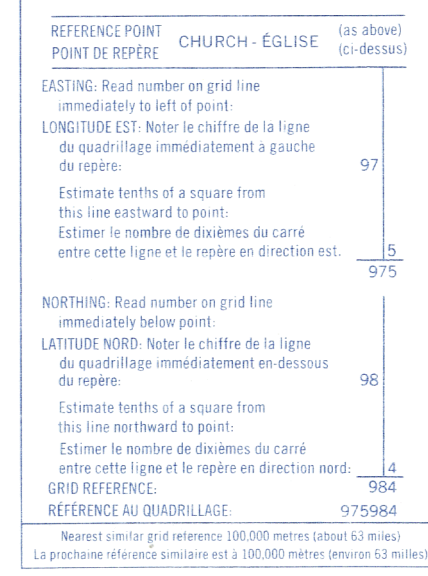 REFERENCE POINT CHURCH - ÉGLISE (as above)
POINT DE REPÈRE (ci-dessus)
EASTING: Read number on grid line
immediately to left of point:
LONGITUDE EST: Noter le chiffre de la ligne
du quadrillage immédiatement à gauche
du repère: 97
Estimate tenths of a square from
this line eastward to point:
Estimer le nombre de dixièmes du carré
entre cette ligne et le repère en direction est. 5
975
NORTHING: Read number on grid line
immediately below point:
LATITUDE NORD: Noter le chiffre de la ligne
du quadrillage immédiatement en-dessous
du repère: 98
Estimate tenths of a square from
this line northward to point:
Estimer le nombre de dixièmes du carré
entre cette ligne et le repère en direction nord: 4
GRID REFERENCE: 984
RÉFÉRENCE AU QUADRILLAGE: 975984
Nearest similar grid reference 100,000 metres (about 63 miles)
La prochaine référence similaire est à 100,000 mètres (environ 63 milles)